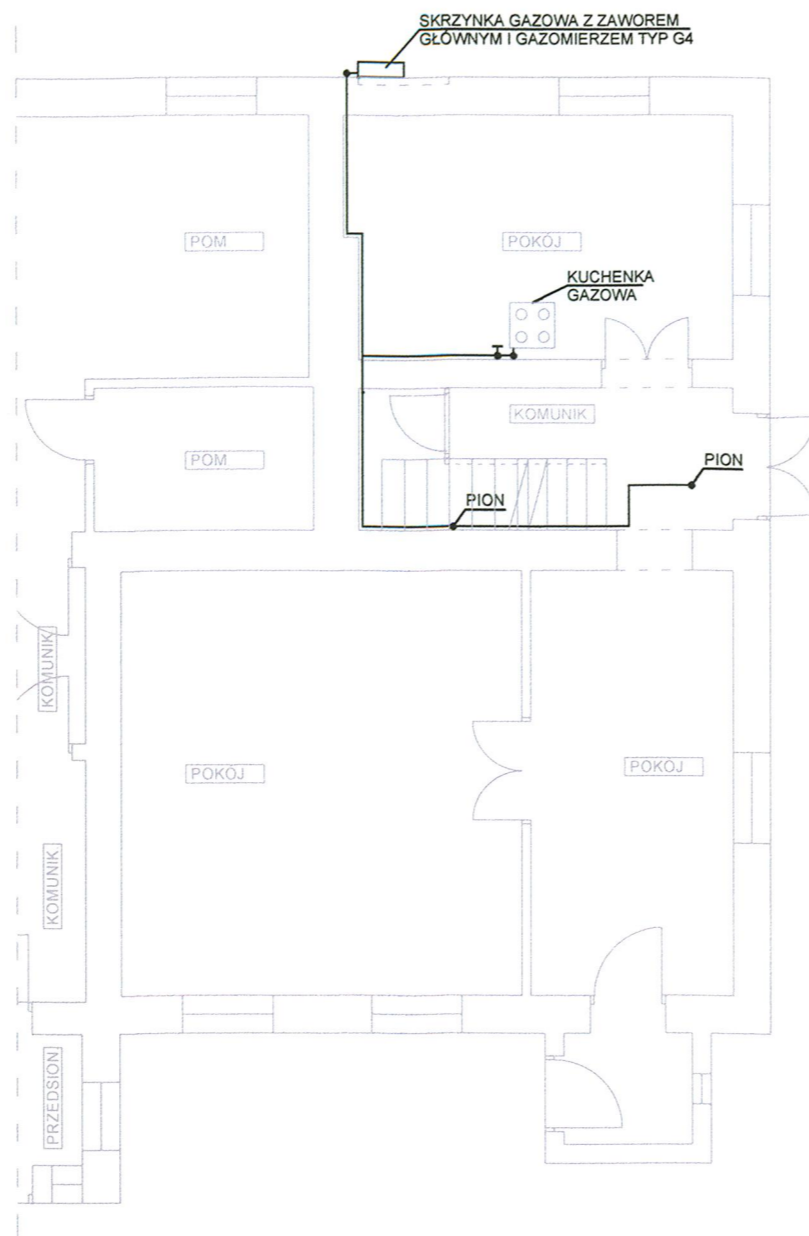 SKRZYNKA GAZOWA Z ZAWOREM
GŁÓWNYM I GAZOMIERZEM TYP G4
POM
POKÓJ
KUCHENKA
GAZOWA
KOMUNIK
POM
PION
PION
KOMUNIK
POKÓJ
POKÓJ
KOMUNIK
PRZEDSION